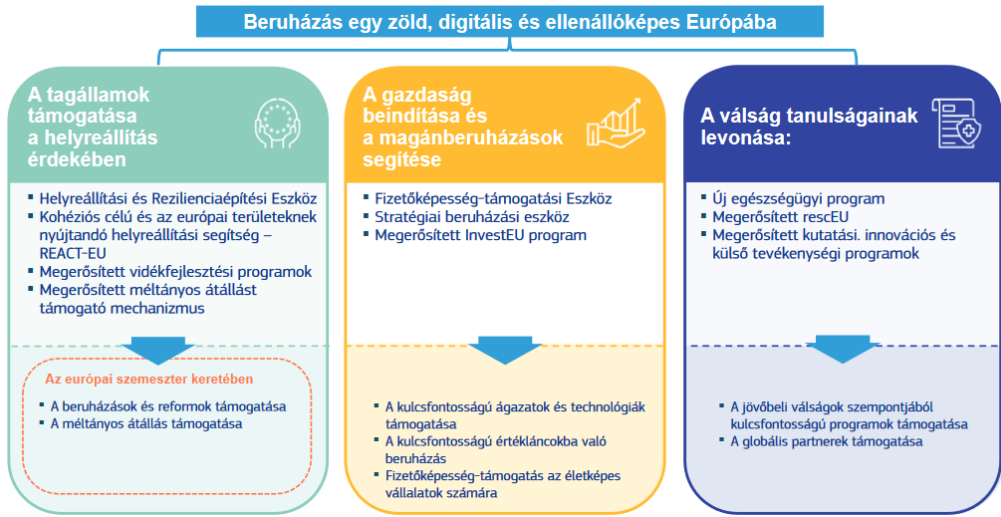 Beruházás egy zöld, digitális és ellenállóképes Európába
A tagállamok
támogatása
a helyreállítás
érdekében
▪ Helyreállítási és Rezilienciaépítési Eszköz
▪ Kohéziós célú és az európai területeknek
nyújtandó helyreállítási segítség –
REACT-EU
▪ Megerősített vidékfejlesztési programok
▪ Megerősített méltányos átállást
támogató mechanizmus
Az európai szemeszter keretében
▪ A beruházások és reformok támogatása
▪ A méltányos átállás támogatása
A gazdaság
beindítása és
a magánberuházások
segítése
▪ Fizetőképesség-támogatási Eszköz
▪ Stratégiai beruházási eszköz
▪ Megerősített InvestEU program
▪ A kulcsfontosságú ágazatok és technológiák
támogatása
▪ A kulcsfontosságú értékláncokba való
beruházás
▪ Fizetőképesség-támogatás az életképes
vállalatok számára
A válság tanulságainak
levonása:
▪ Új egészségügyi program
▪ Megerősített rescEU
▪ Megerősített kutatási. innovációs és
külső tevékenységi programok
▪ A jövőbeli válságok szempontjából
kulcsfontosságú programok támogatása
▪ A globális partnerek támogatása